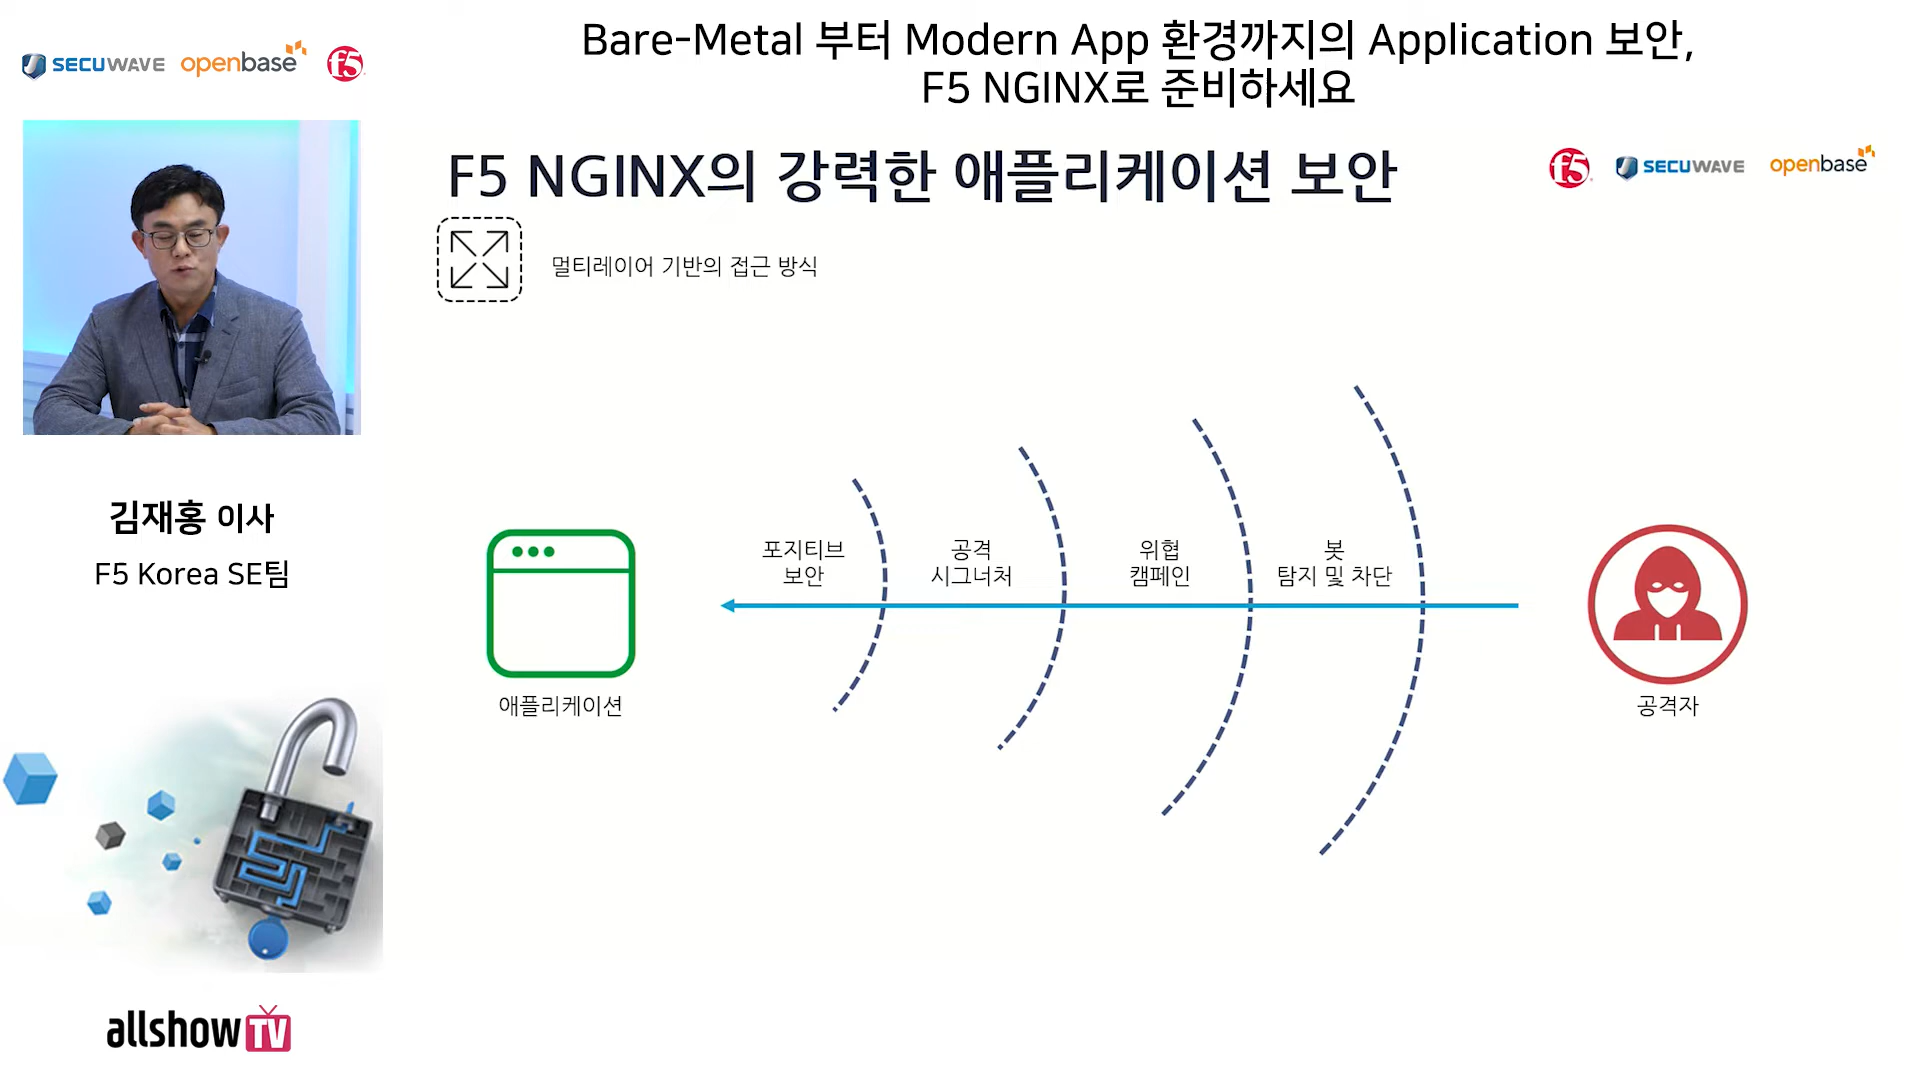 SECUWAVE openbase f5
Bare-Metal 부터 Modern App 환경까지의 Application 보안,
F5 NGINX로 준비하세요
F5 NGINX의 강력한 애플리케이션 보안
f5 SECUWAVE openbase
멀티레이어 기반의 접근 방식
포지티브
보안
공격
시그너처
위협
캠페인
봇
탐지 및 차단
애플리케이션
공격자
김재홍 이사
F5 Korea SE팀
allshow TV